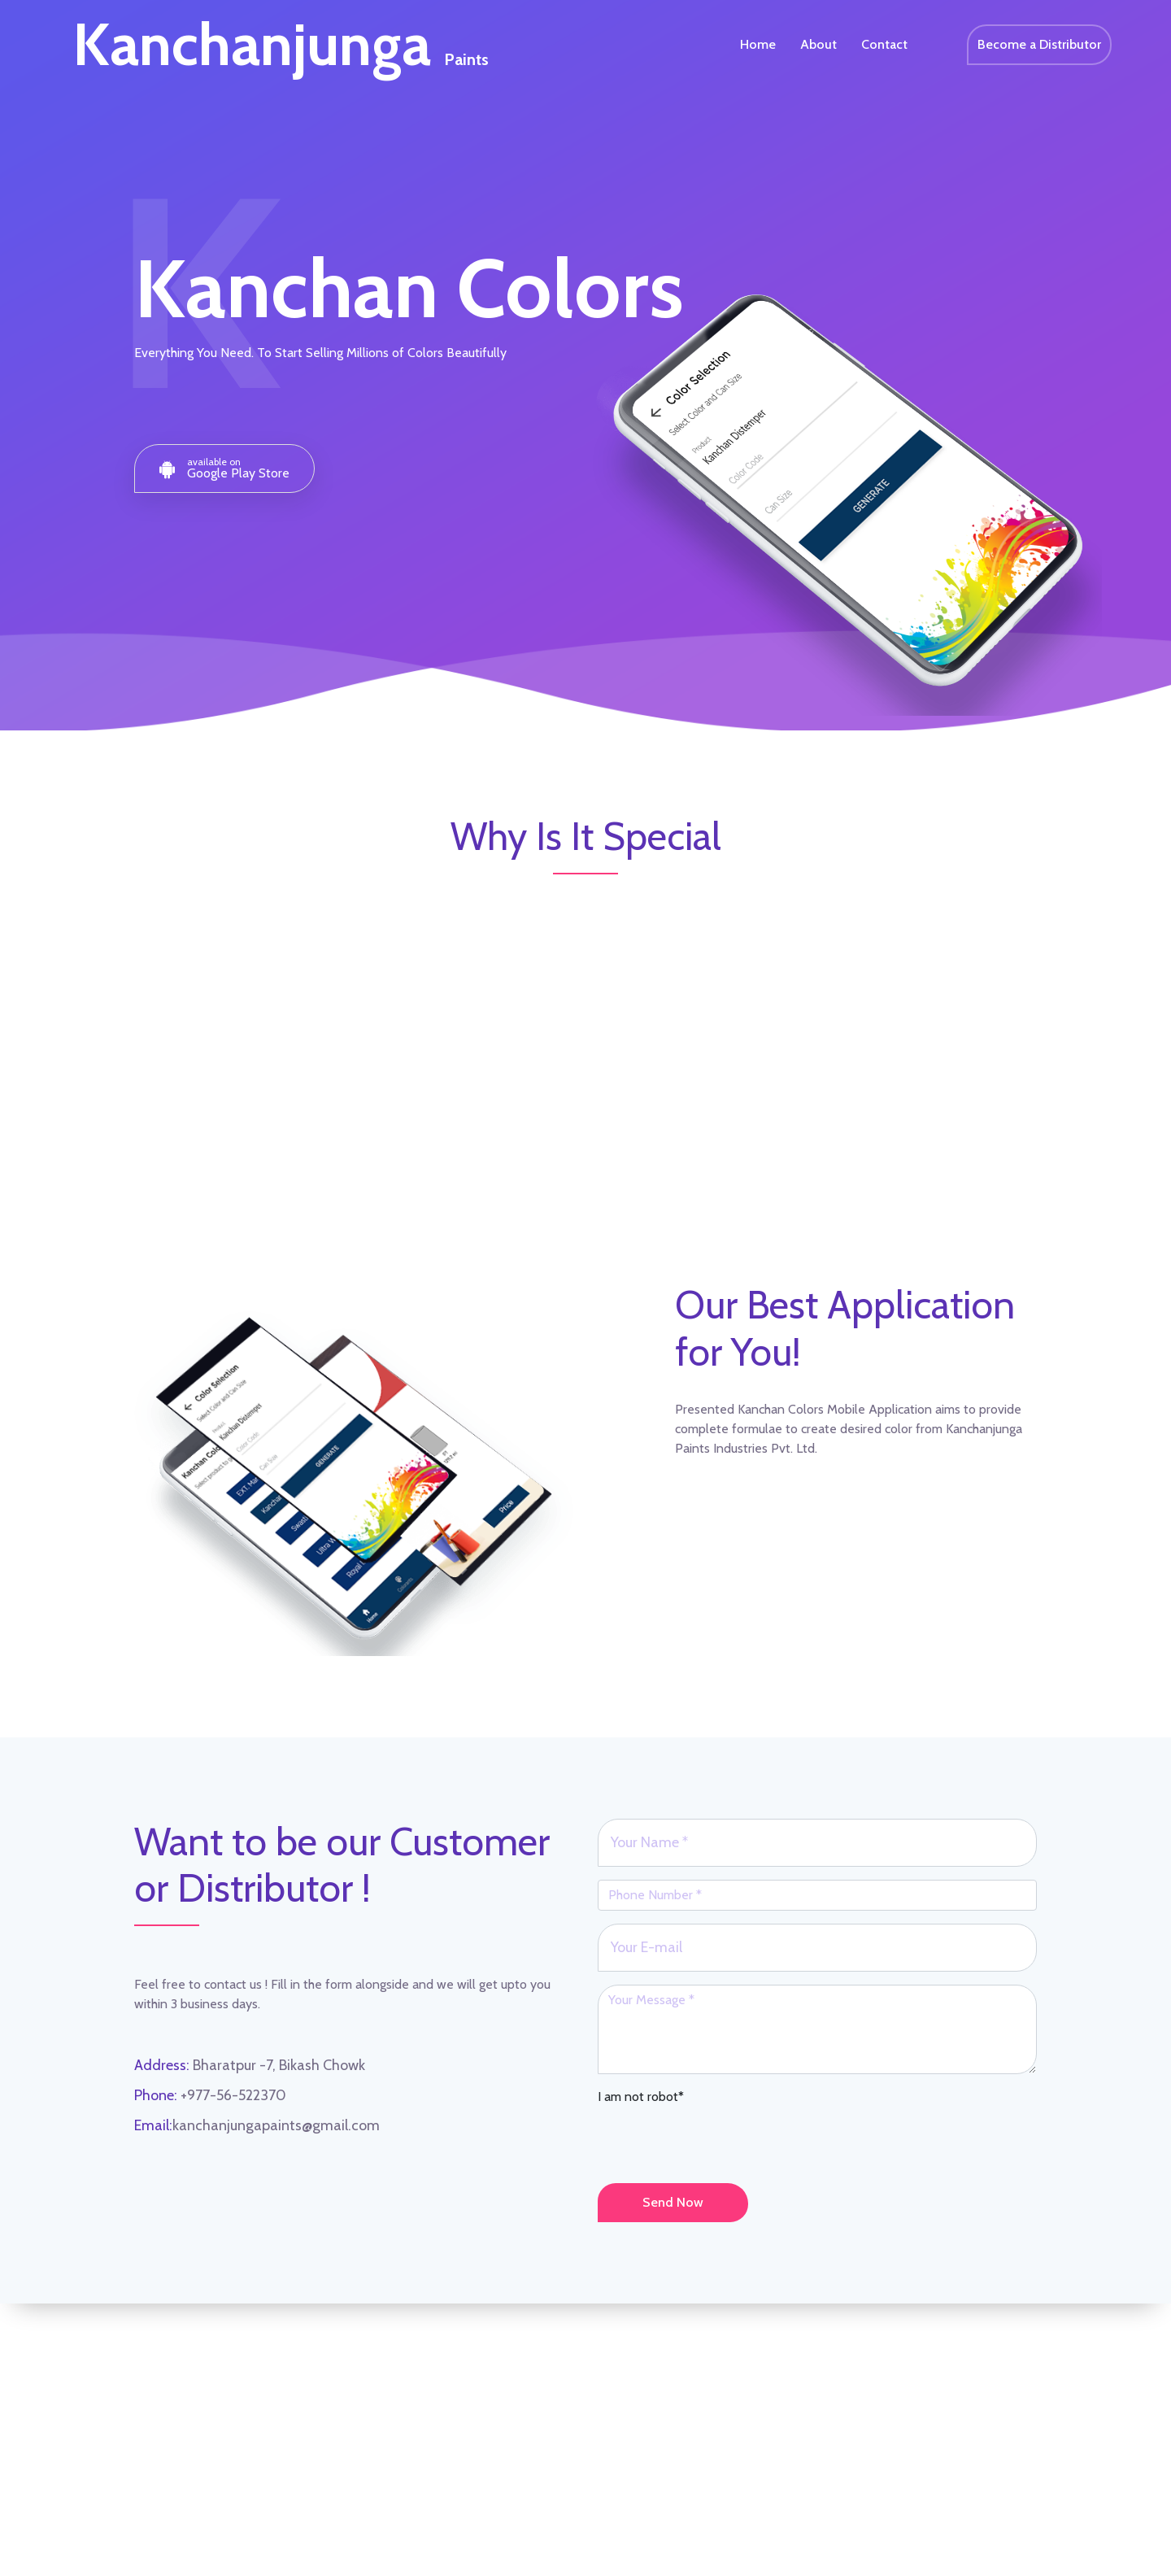 Kanchanjunga Paints
Home About Contact Become a Distributor
K
Kanchan Colors
Everything You Need. To Start Selling Millions of Colors Beautifully
available on
Google Play Store
Color Selection
Select Color and Can Size
Product
Kanchan Distemper
Color Code
Can Size
GENERATE
Why Is It Special
Our Best Application
for You!
Presented Kanchan Colors Mobile Application aims to provide
complete formulae to create desired color from Kanchanjunga
Paints Industries Pvt. Ltd.
Color Selection
Select Color and Can Size
Product
Kanchan Distemper
Color Code
Can Size
GENERATE
Kanchan Colo
Select product to g
EXT. Mar
Kanchan
Swasti
Ultra W
Royal
Home
Price
Want to be our Customer
or Distributor !
Feel free to contact us ! Fill in the form alongside and we will get upto you
within 3 business days.
Address: Bharatpur -7, Bikash Chowk
Phone: +977-56-522370
Email:kanchanjungapaints@gmail.com
Your Name *
Phone Number *
Your E-mail
Your Message *
I am not robot*
Send Now